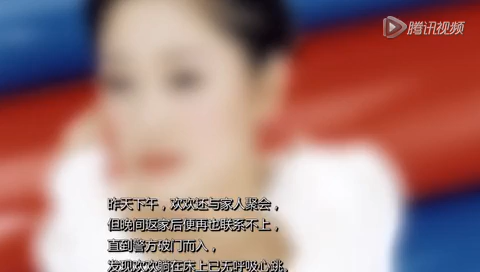 腾讯视频
昨天下午，欢欢还与家人聚会，
但晚间返家后便再也联系不上，
直到警方破门而入，
发现欢欢躺在床上已无呼吸心跳，